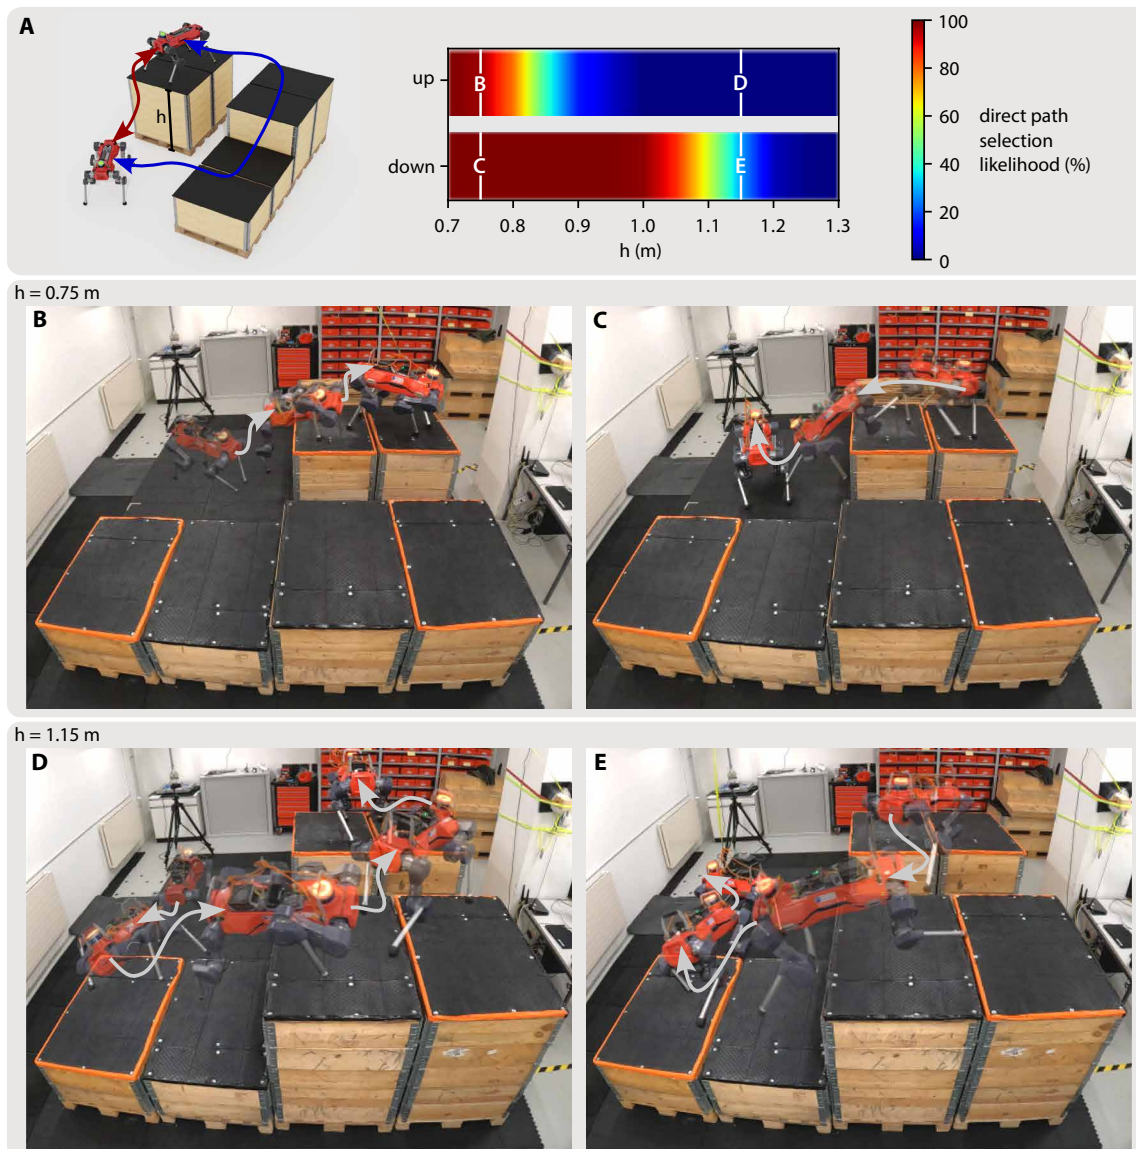 A
h
up
down
B
D
C
E
0.7 0.8 0.9 1.0 1.1 1.2 1.3
h (m)
100
80
60
40
20
0
direct path
selection
likelihood (%)
h = 0.75 m
B
C
h = 1.15 m
D
E